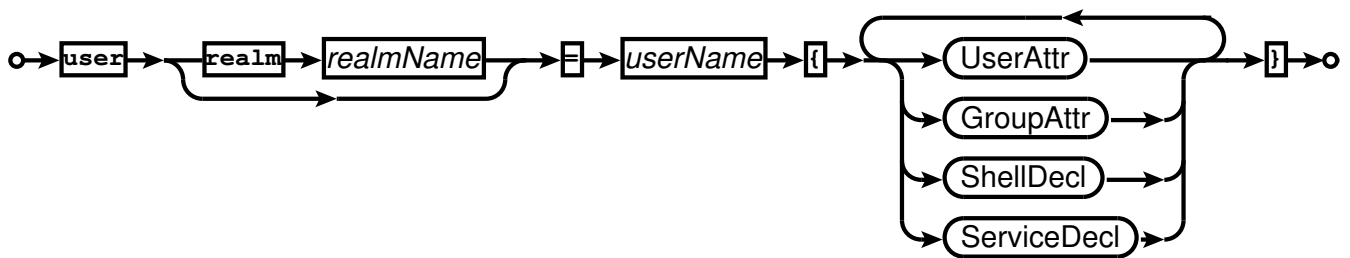 user realm realmName = userName { UserAttr }
GroupAttr
ShellDecl
ServiceDecl